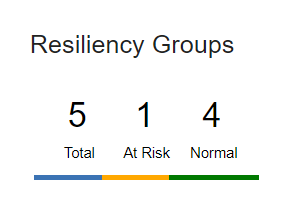 Resiliency Groups
5 1 4
Total At Risk Normal